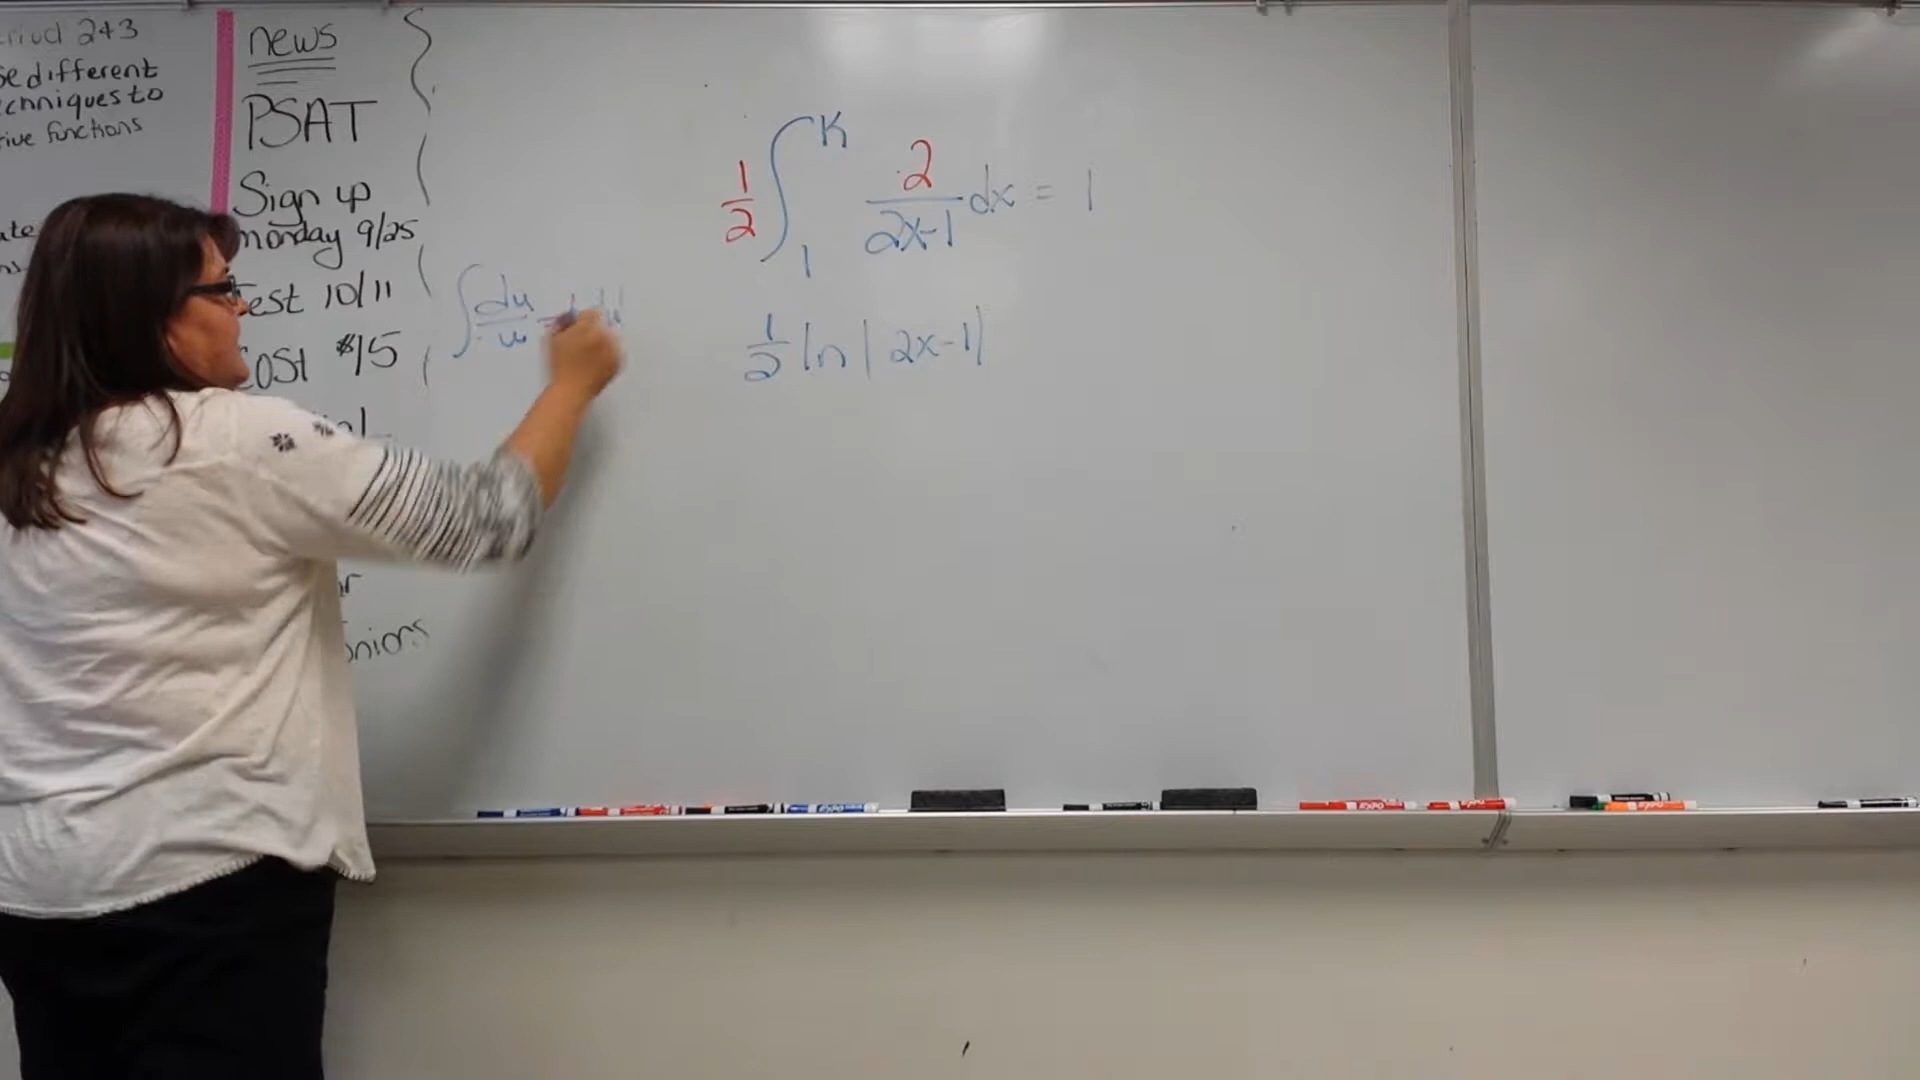 2&3
different
techniques to
functions
news
PSAT
Sign up
monday 9/25
test 10/11
Cost $15
onions
1/2 ∫₁ᴷ 2/(2x-1) dx = 1
∫ du/u =
1/2 ln |2x-1|